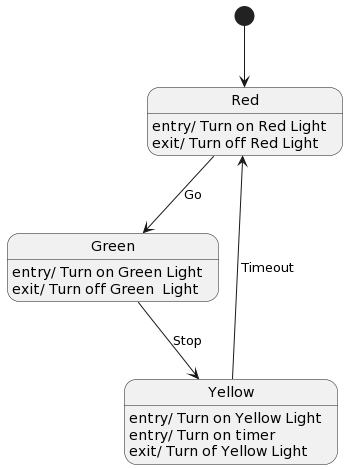 Red
entry/ Turn on Red Light
exit/ Turn off Red Light
Go
Green
entry/ Turn on Green Light
exit/ Turn off Green  Light
Stop
Timeout
Yellow
entry/ Turn on Yellow Light
entry/ Turn on timer
exit/ Turn of Yellow Light